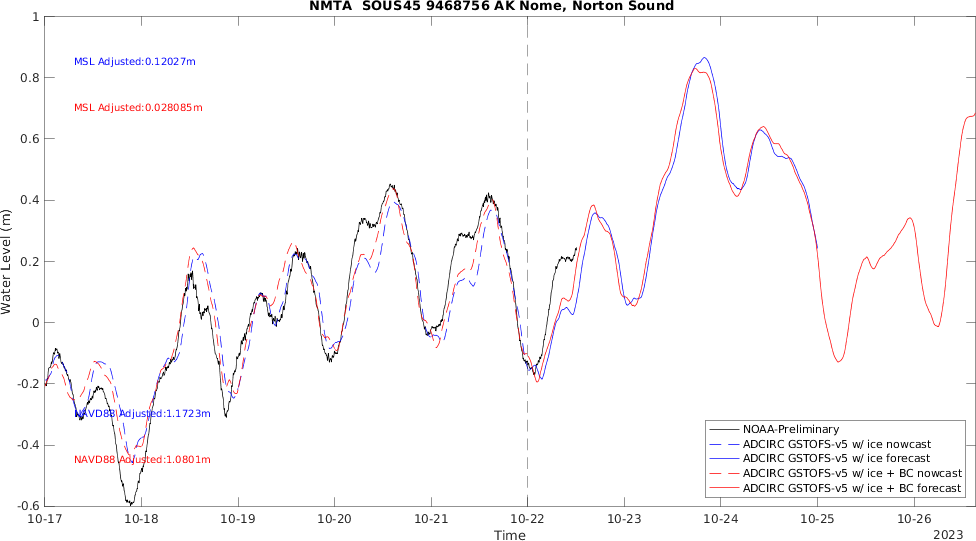 NMTA SOUS45 9468756 AK Nome, Norton Sound
1
0.8
0.6
0.4
0.2
0
-0.2
-0.4
-0.6
Water Level (m)
MSL Adjusted:0.12027m
MSL Adjusted:0.028085m
NAVD88 Adjusted:1.1723m
NAVD88 Adjusted:1.0801m
NOAA-Preliminary
ADCIRC GSTOFS-v5 w/ ice nowcast
ADCIRC GSTOFS-v5 w/ ice forecast
ADCIRC GSTOFS-v5 w/ ice + BC nowcast
ADCIRC GSTOFS-v5 w/ ice + BC forecast
10-17 10-18 10-19 10-20 10-21 10-22 10-23 10-24 10-25 10-26
Time
2023